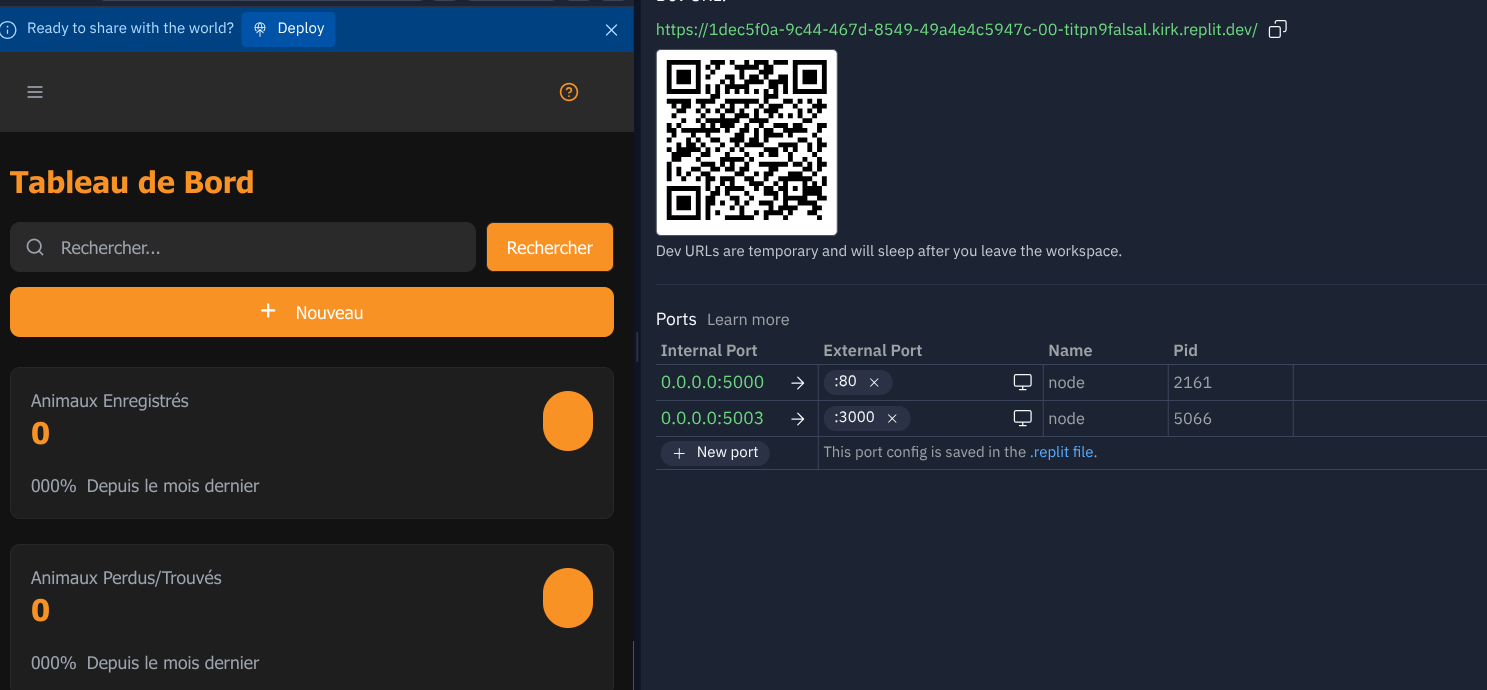 Ready to share with the world? Deploy
Tableau de Bord
Rechercher...
Rechercher
+ Nouveau
Animaux Enregistrés
0
000% Depuis le mois dernier
Animaux Perdus/Trouvés
0
000% Depuis le mois dernier
https://1dec5f0a-9c44-467d-8549-49a4e4c5947c-00-titpn9falsal.kirk.replit.dev/
Dev URLs are temporary and will sleep after you leave the workspace.
Ports Learn more
Internal Port External Port Name Pid
0.0.0.0:5000 → :80 × node 2161
0.0.0.0:5003 → :3000 × node 5066
+ New port This port config is saved in the .replit file.